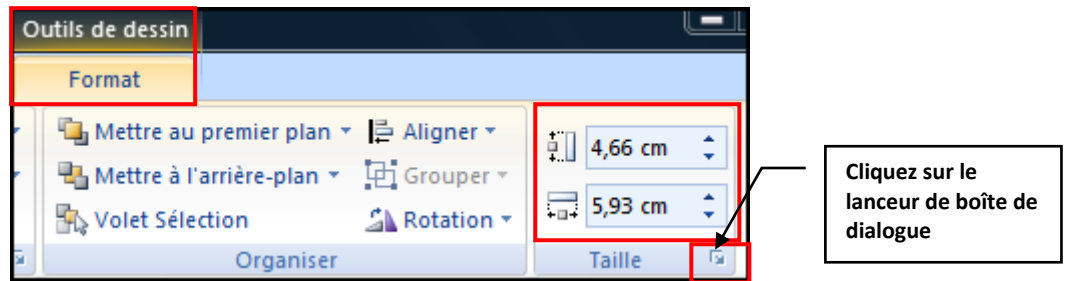 Outils de dessin
Format
Mettre au premier plan
Aligner
4,66 cm
Mettre à l'arrière-plan
Grouper
Volet Sélection
Rotation
5,93 cm
Organiser
Taille
Cliquez sur le
lanceur de boîte de
dialogue